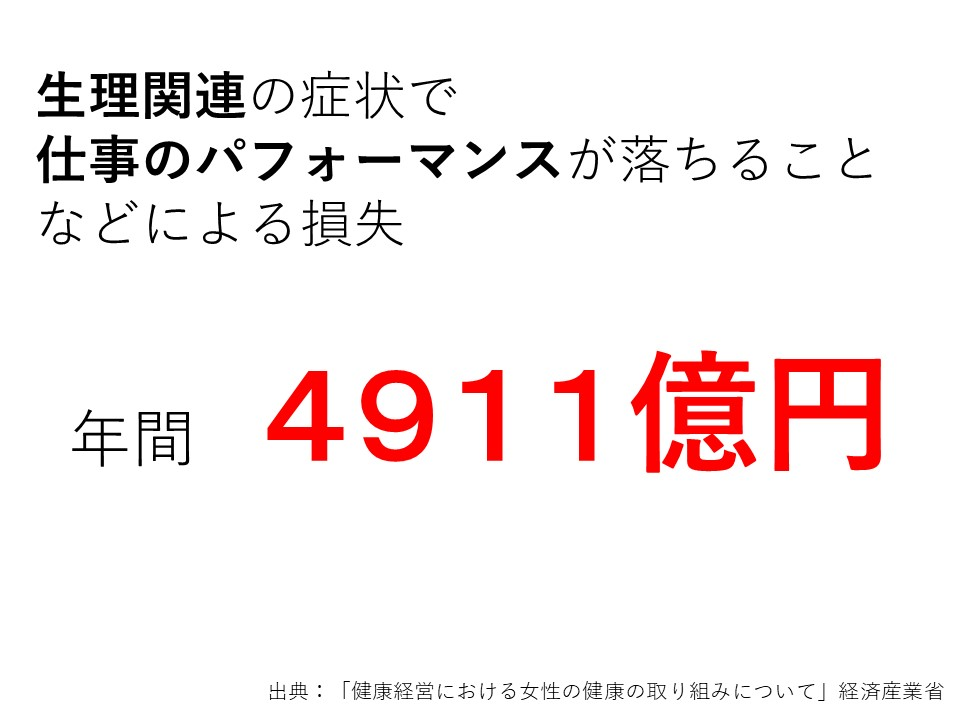 生理関連の症状で
仕事のパフォーマンスが落ちること
などによる損失
年間 4911億円
出典：「健康経営における女性の健康の取り組みについて」経済産業省